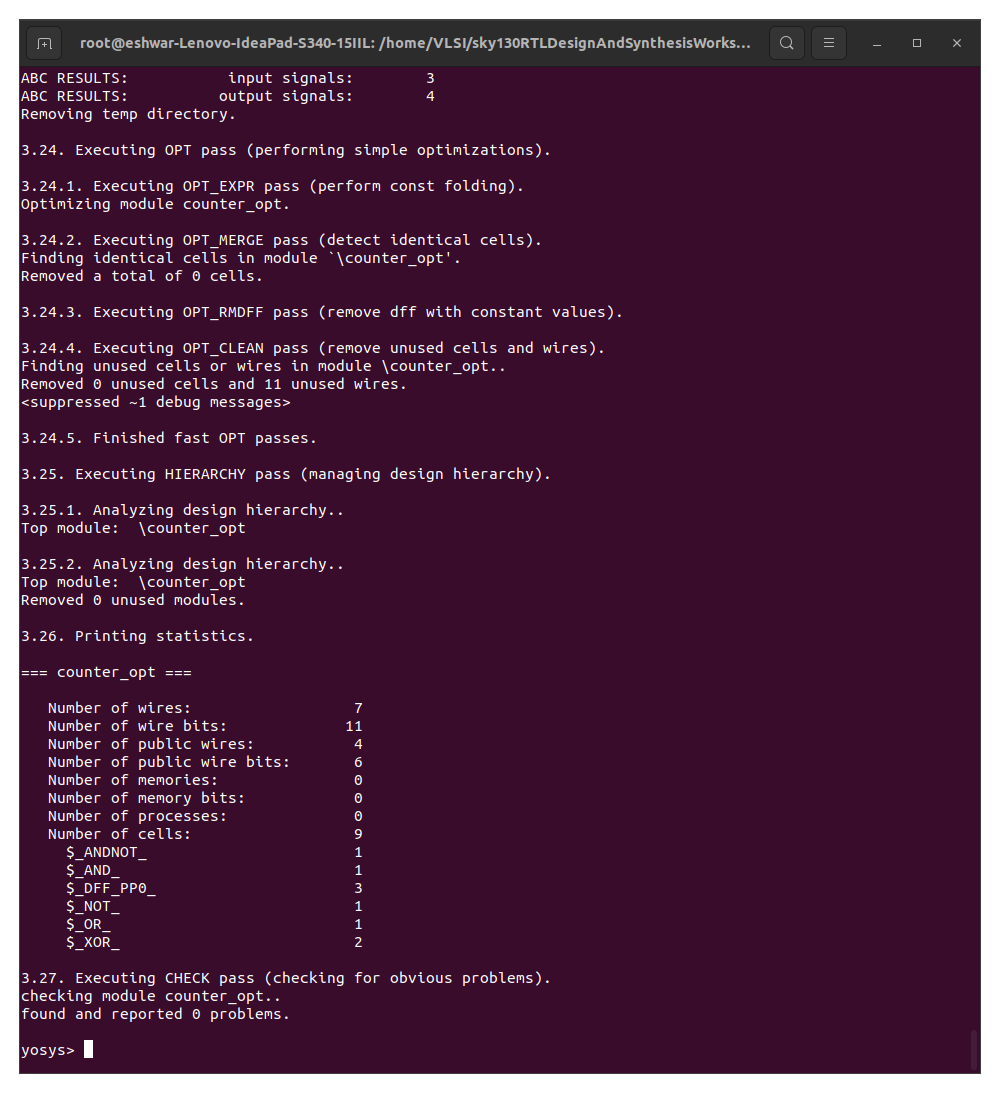 root@eshwar-Lenovo-IdeaPad-S340-15IIL: /home/VLSI/sky130RTLDesignAndSynthesisWorks...
ABC RESULTS:           input signals:        3
ABC RESULTS:          output signals:        4
Removing temp directory.
3.24. Executing OPT pass (performing simple optimizations).
3.24.1. Executing OPT_EXPR pass (perform const folding).
Optimizing module counter_opt.
3.24.2. Executing OPT_MERGE pass (detect identical cells).
Finding identical cells in module `\counter_opt'.
Removed a total of 0 cells.
3.24.3. Executing OPT_RMDFF pass (remove dff with constant values).
3.24.4. Executing OPT_CLEAN pass (remove unused cells and wires).
Finding unused cells or wires in module \counter_opt..
Removed 0 unused cells and 11 unused wires.
<suppressed ~1 debug messages>
3.24.5. Finished fast OPT passes.
3.25. Executing HIERARCHY pass (managing design hierarchy).
3.25.1. Analyzing design hierarchy..
Top module:  \counter_opt
3.25.2. Analyzing design hierarchy..
Top module:  \counter_opt
Removed 0 unused modules.
3.26. Printing statistics.
=== counter_opt ===
   Number of wires:                  7
   Number of wire bits:             11
   Number of public wires:           4
   Number of public wire bits:       6
   Number of memories:               0
   Number of memory bits:            0
   Number of processes:              0
   Number of cells:                  9
     $_ANDNOT_                       1
     $_AND_                          1
     $_DFF_PP0_                      3
     $_NOT_                          1
     $_OR_                           1
     $_XOR_                          2
3.27. Executing CHECK pass (checking for obvious problems).
checking module counter_opt..
found and reported 0 problems.
yosys>